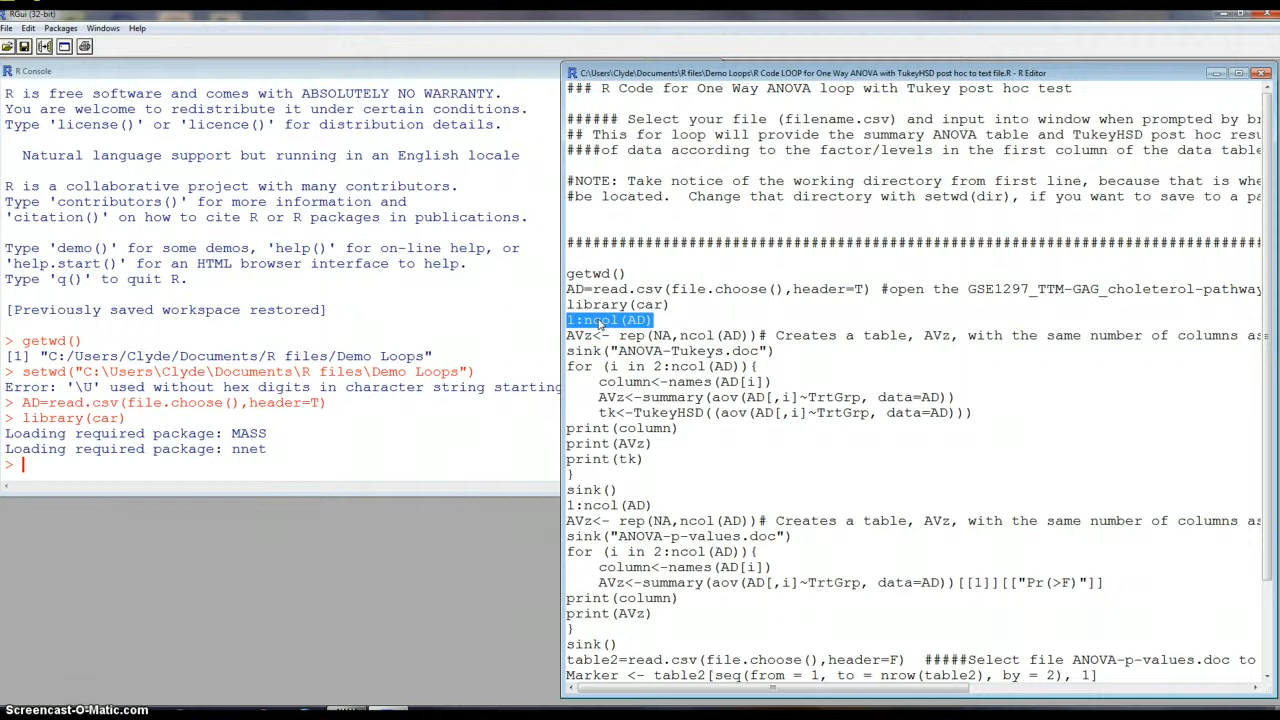 RGui (32-bit)
File Edit Packages Windows Help
R Console
R is free software and comes with ABSOLUTELY NO WARRANTY.
You are welcome to redistribute it under certain conditions.
Type 'license()' or 'licence()' for distribution details.
Natural language support but running in an English locale
R is a collaborative project with many contributors.
Type 'contributors()' for more information and
'citation()' on how to cite R or R packages in publications.
Type 'demo()' for some demos, 'help()' for on-line help, or
'help.start()' for an HTML browser interface to help.
Type 'q()' to quit R.
[Previously saved workspace restored]
> getwd()
[1] "C:/Users/Clyde/Documents/R files/Demo Loops"
> setwd("C:\Users\Clyde\Documents\R files\Demo Loops")
Error: '\U' used without hex digits in character string starting
> AD=read.csv(file.choose(),header=T)
> library(car)
Loading required package: MASS
Loading required package: nnet
>
C:\Users\Clyde\Documents\R files\Demo Loops\R Code LOOP for One Way ANOVA with TukeyHSD post hoc to text file.R - R Editor
### R Code for One Way ANOVA loop with Tukey post hoc test
###### Select your file (filename.csv) and input into window when prompted by br
## This for loop will provide the summary ANOVA table and TukeyHSD post hoc resu
####of data according to the factor/levels in the first column of the data table
#NOTE: Take notice of the working directory from first line, because that is whe
#be located.  Change that directory with setwd(dir), if you want to save to a pa
################################################################################
getwd()
AD=read.csv(file.choose(),header=T) #open the GSE1297_TTM-GAG_choleterol-pathway
library(car)
1:ncol(AD)
AVz<- rep(NA,ncol(AD))# Creates a table, AVz, with the same number of columns as
sink("ANOVA-Tukeys.doc")
for (i in 2:ncol(AD)){
column<-names(AD[i])
AVz<-summary(aov(AD[,i]~TrtGrp, data=AD))
tk<-TukeyHSD((aov(AD[,i]~TrtGrp, data=AD)))
print(column)
print(AVz)
print(tk)
}
sink()
1:ncol(AD)
AVz<- rep(NA,ncol(AD))# Creates a table, AVz, with the same number of columns as
sink("ANOVA-p-values.doc")
for (i in 2:ncol(AD)){
column<-names(AD[i])
AVz<-summary(aov(AD[,i]~TrtGrp, data=AD))[[1]][["Pr(>F)"]]
print(column)
print(AVz)
}
sink()
table2=read.csv(file.choose(),header=F)  #####Select file ANOVA-p-values.doc to
Marker <- table2[seq(from = 1, to = nrow(table2), by = 2), 1]
Screencast-O-Matic.com